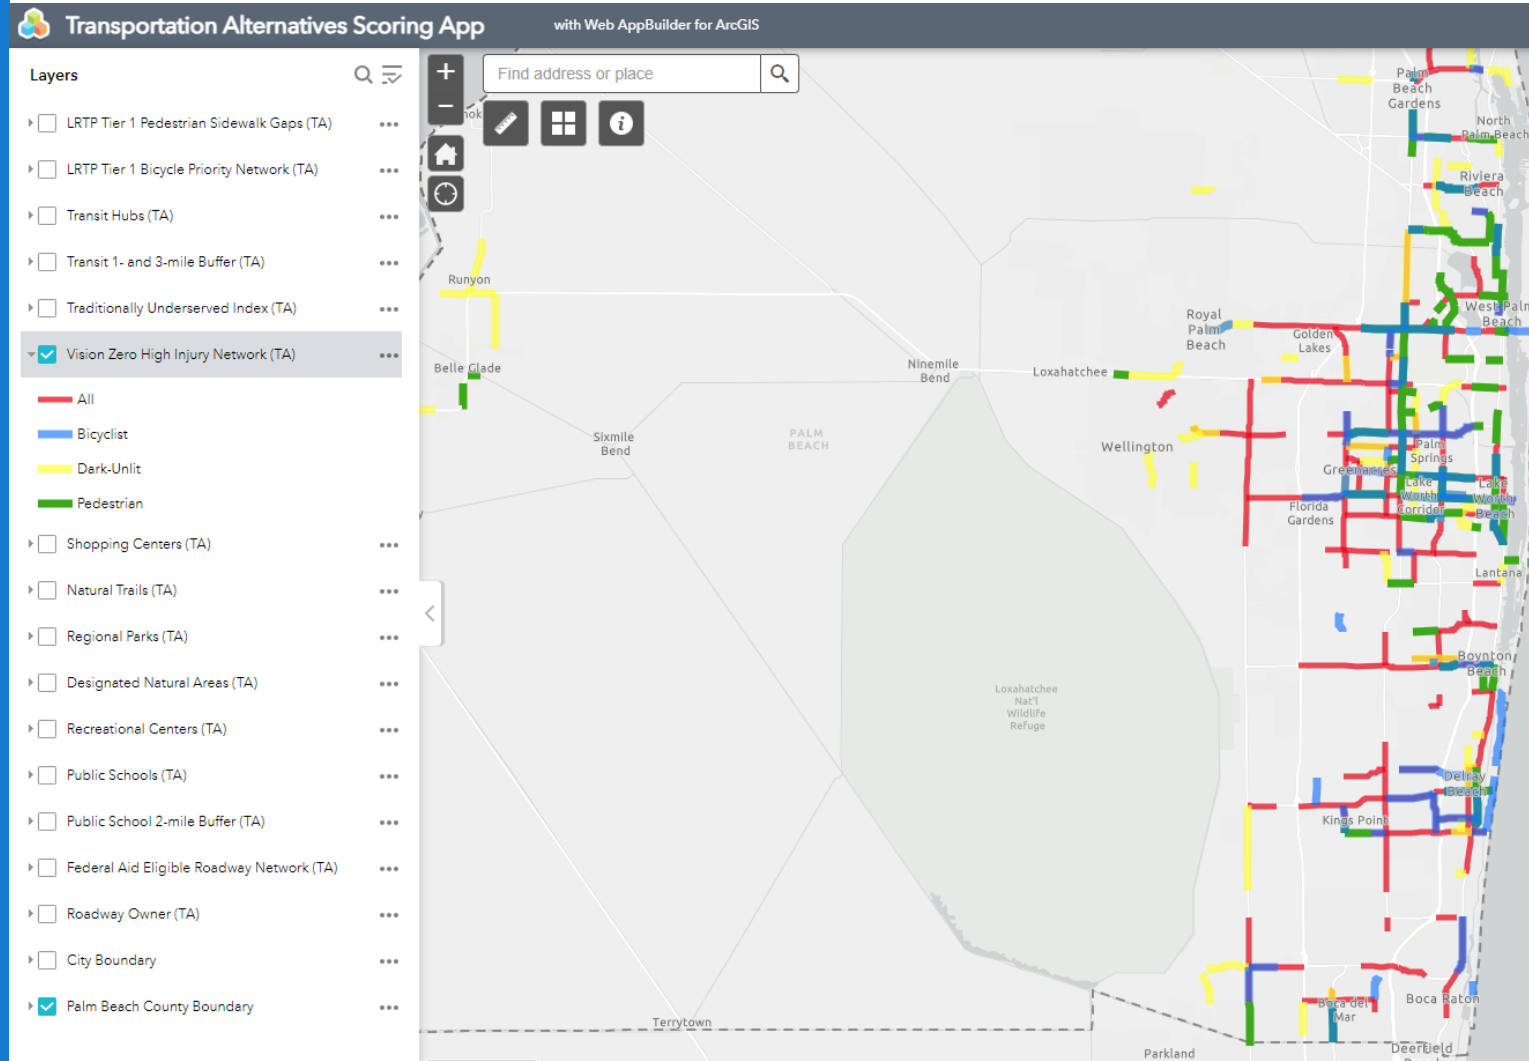 Transportation Alternatives Scoring App
with Web AppBuilder for ArcGIS
Layers
LRTP Tier 1 Pedestrian Sidewalk Gaps (TA)
LRTP Tier 1 Bicycle Priority Network (TA)
Transit Hubs (TA)
Transit 1- and 3-mile Buffer (TA)
Traditionally Underserved Index (TA)
Vision Zero High Injury Network (TA)
All
Bicyclist
Dark-Unlit
Pedestrian
Shopping Centers (TA)
Natural Trails (TA)
Regional Parks (TA)
Designated Natural Areas (TA)
Recreational Centers (TA)
Public Schools (TA)
Public School 2-mile Buffer (TA)
Federal Aid Eligible Roadway Network (TA)
Roadway Owner (TA)
City Boundary
Palm Beach County Boundary
Find address or place
Palm
Beach
Gardens
North
Palm Beach
Riviera
Beach
Runyon
West Palm
Beach
Royal
Palm
Beach
Golden
Lakes
Belle Glade
Ninemile
Bend
Loxahatchee
Sixmile
Bend
PALM
BEACH
Wellington
Palm
Springs
Greenacres
Lake
Worth
Corridor
Lake
Worth
Beach
Florida
Gardens
Lantana
Boynton
Beach
Loxahatchee
Nat'l
Wildlife
Refuge
Delray
Beach
Kings Point
Boca del
Mar
Boca Raton
Terrytown
Parkland
Deerfield